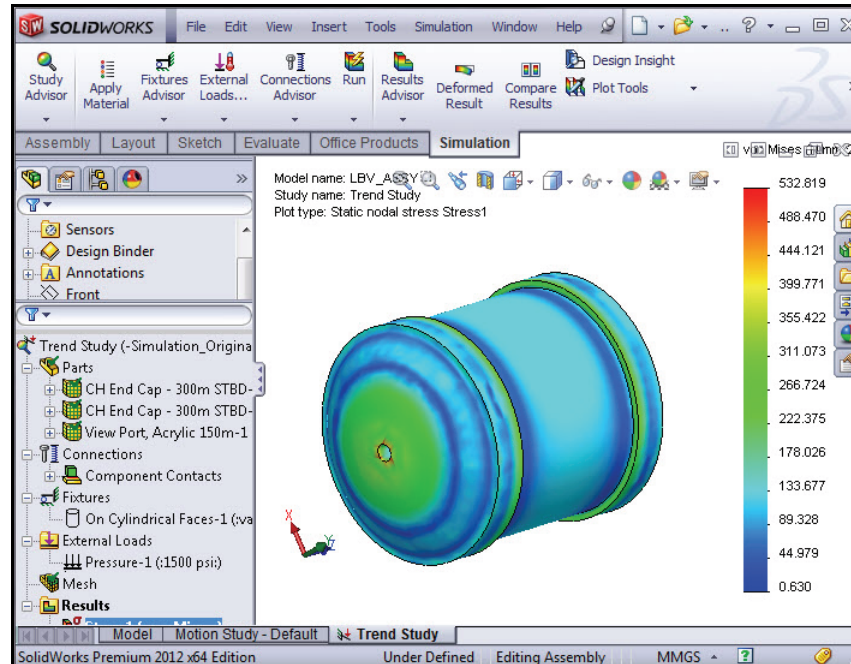 SOLIDWORKS File Edit View Insert Tools Simulation Window Help
Study Advisor
Apply Material
Fixtures Advisor
External Loads...
Connections Advisor
Run
Results Advisor
Deformed Result
Compare Results
Design Insight
Plot Tools
Assembly Layout Sketch Evaluate Office Products Simulation
Model name: LBV_ASSY
Study name: Trend Study
Plot type: Static nodal stress Stress1
Sensors
Design Binder
Annotations
Front
Trend Study (-Simulation_Origina
Parts
CH End Cap - 300m STBD-
CH End Cap - 300m STBD-
View Port, Acrylic 150m-1
Connections
Component Contacts
Fixtures
On Cylindrical Faces-1 (:va
External Loads
Pressure-1 (:1500 psi:)
Mesh
Results
532.819
488.470
444.121
399.771
355.422
311.073
266.724
222.375
178.026
133.677
89.328
44.979
0.630
X
Model Motion Study - Default Trend Study
SolidWorks Premium 2012 x64 Edition Under Defined Editing Assembly MMGS